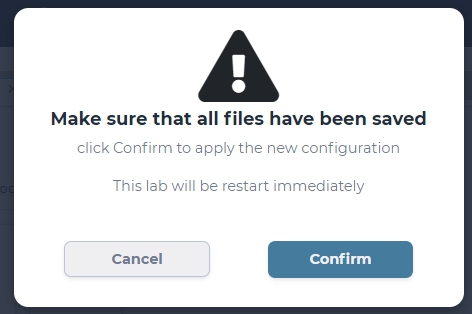 Make sure that all files have been saved
click Confirm to apply the new configuration
This lab will be restart immediately
Cancel
Confirm